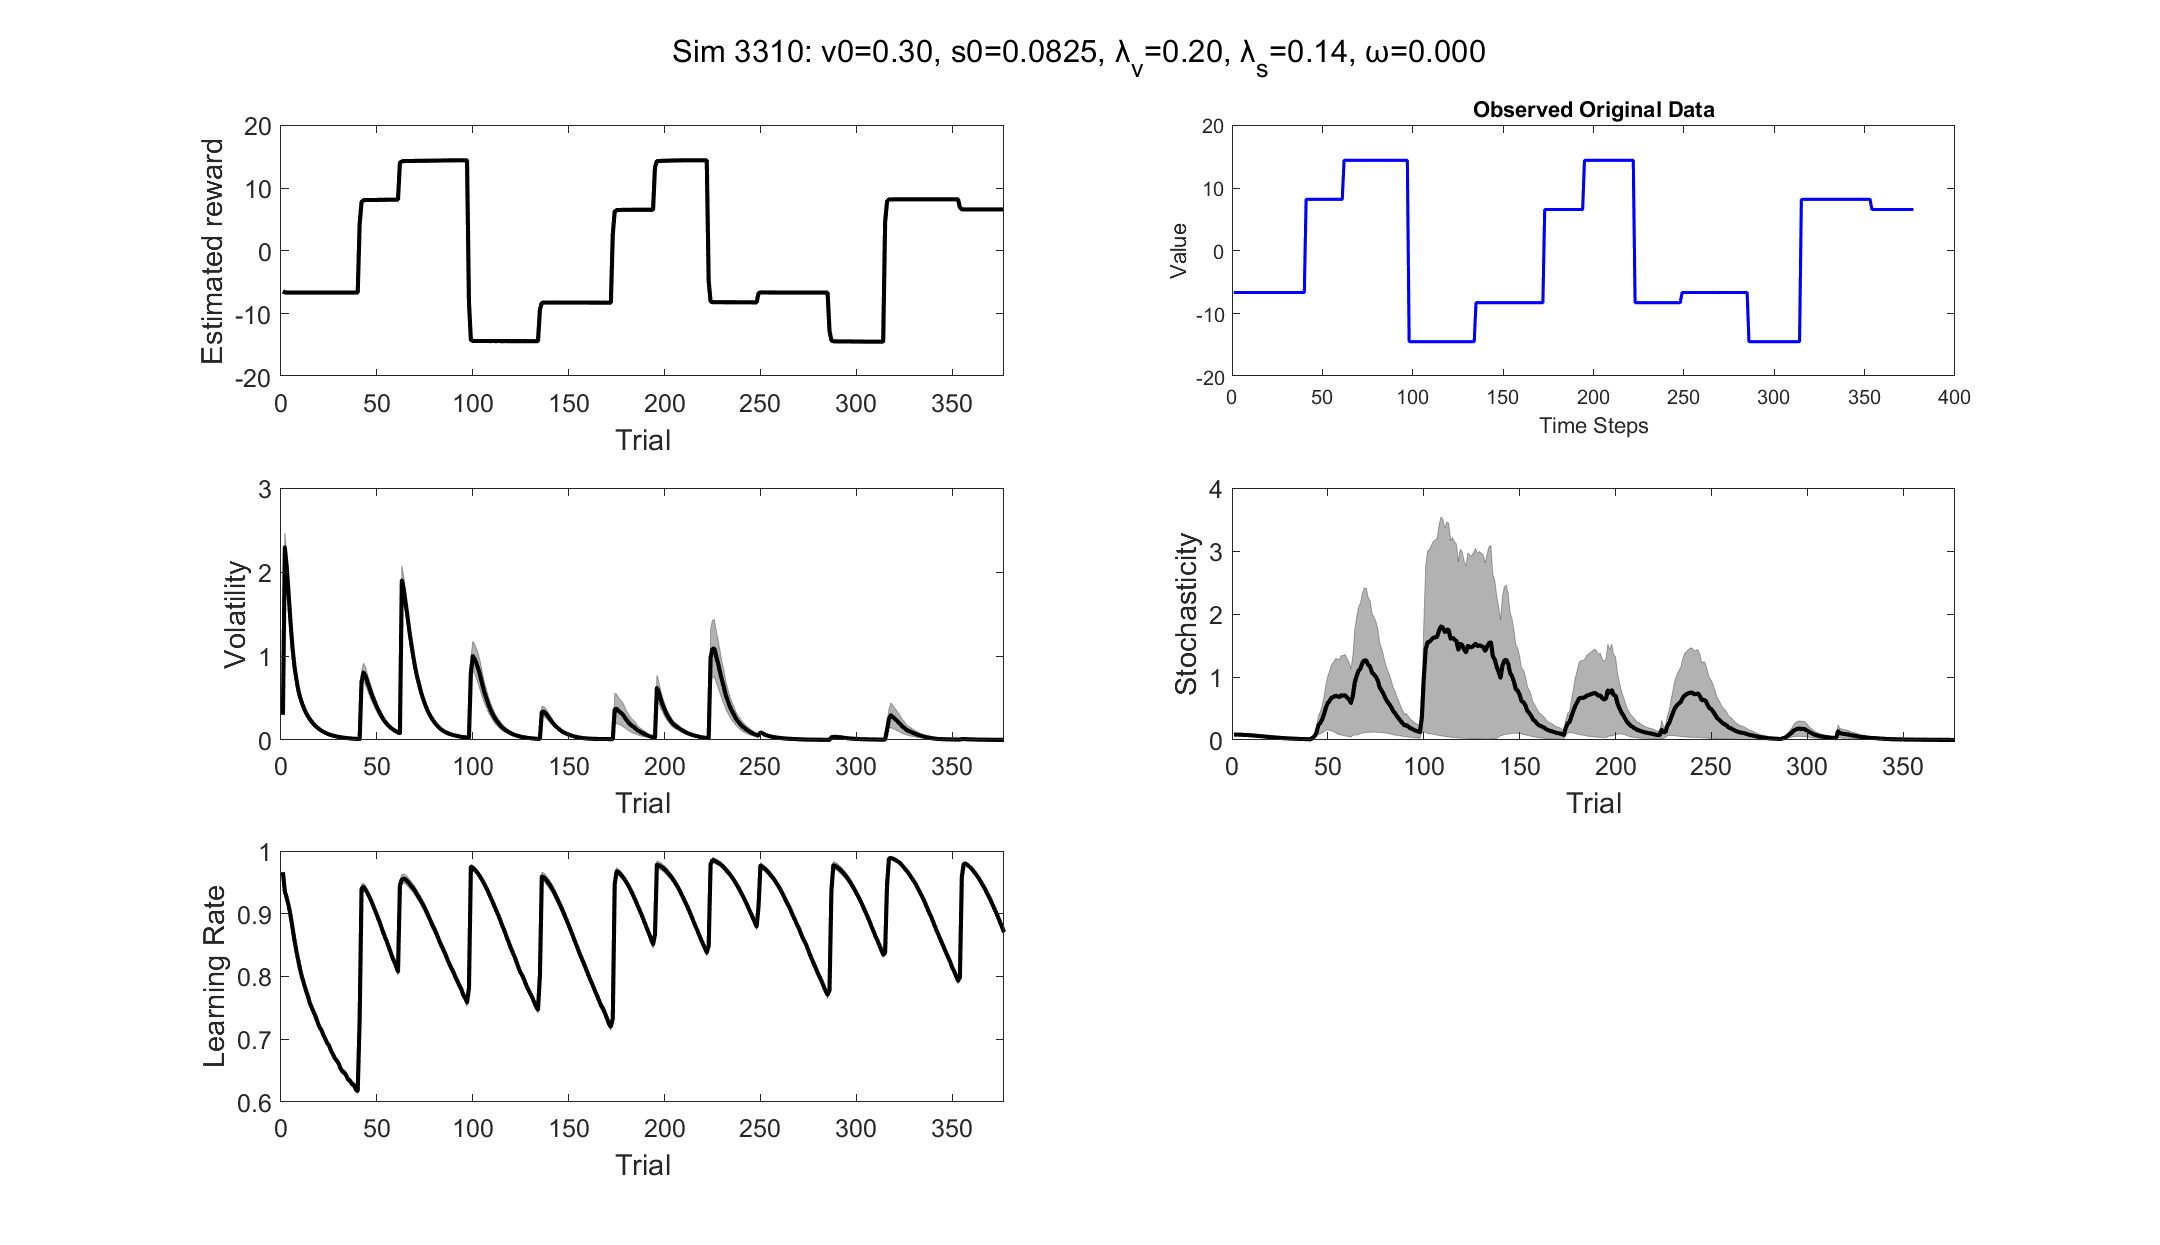 Sim 3310: v0=0.30, s0=0.0825, λ_v=0.20, λ_s=0.14, ω=0.000
Estimated reward
20
10
0
-10
-20
0 50 100 150 200 250 300 350
Trial
Observed Original Data
Value
20
10
0
-10
-20
0 50 100 150 200 250 300 350 400
Time Steps
Volatility
3
2
1
0
0 50 100 150 200 250 300 350
Trial
Stochasticity
4
3
2
1
0
0 50 100 150 200 250 300 350
Trial
Learning Rate
1
0.9
0.8
0.7
0.6
0 50 100 150 200 250 300 350
Trial